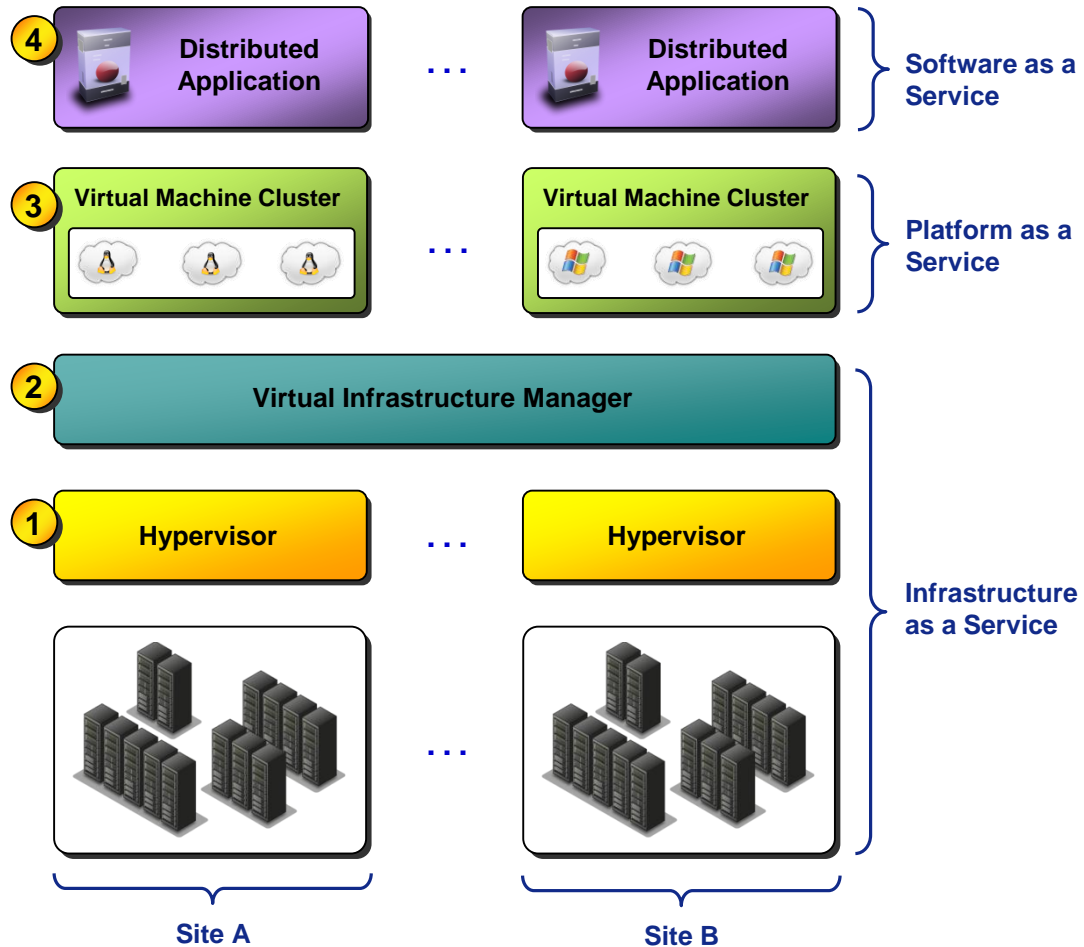 4
Distributed
Application
...
Distributed
Application
Software as a
Service
3
Virtual Machine Cluster
...
Virtual Machine Cluster
Platform as a
Service
2
Virtual Infrastructure Manager
1
Hypervisor
...
Hypervisor
Infrastructure
as a Service
...
Site A
Site B